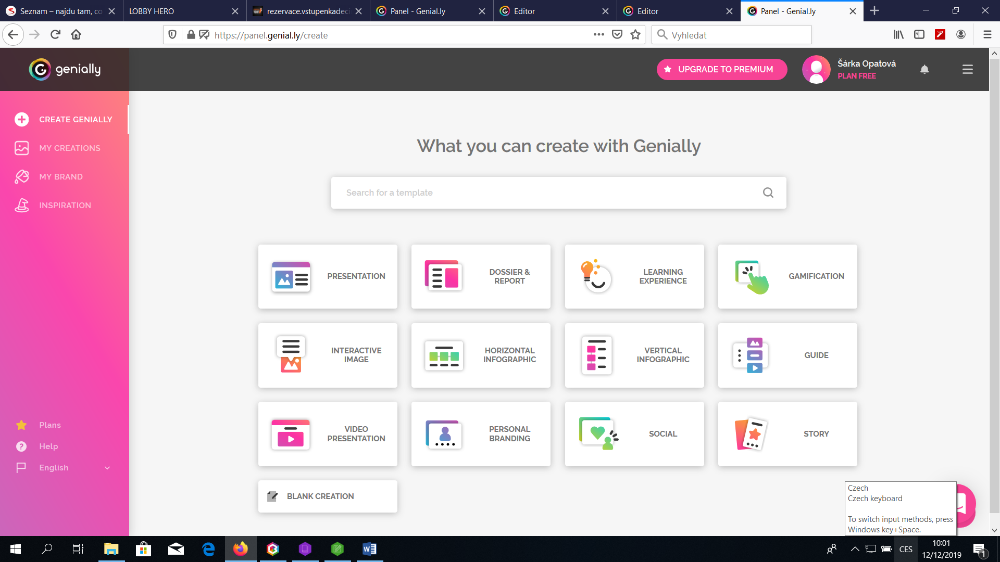 Seznam – najdu tam, co
LOBBY HERO
rezervace.vstupenkadeci
Panel - Genial.ly
Editor
Editor
Panel - Genial.ly
https://panel.genial.ly/create
Vyhledat
genially
UPGRADE TO PREMIUM
Šárka Opatová
PLAN FREE
CREATE GENIALLY
MY CREATIONS
MY BRAND
INSPIRATION
Plans
Help
English
What you can create with Genially
Search for a template
PRESENTATION
DOSSIER &
REPORT
LEARNING
EXPERIENCE
GAMIFICATION
INTERACTIVE
IMAGE
HORIZONTAL
INFOGRAPHIC
VERTICAL
INFOGRAPHIC
GUIDE
VIDEO
PRESENTATION
PERSONAL
BRANDING
SOCIAL
STORY
BLANK CREATION
Czech
Czech keyboard
To switch input methods, press
Windows key+Space.
CES
10:01
12/12/2019
1